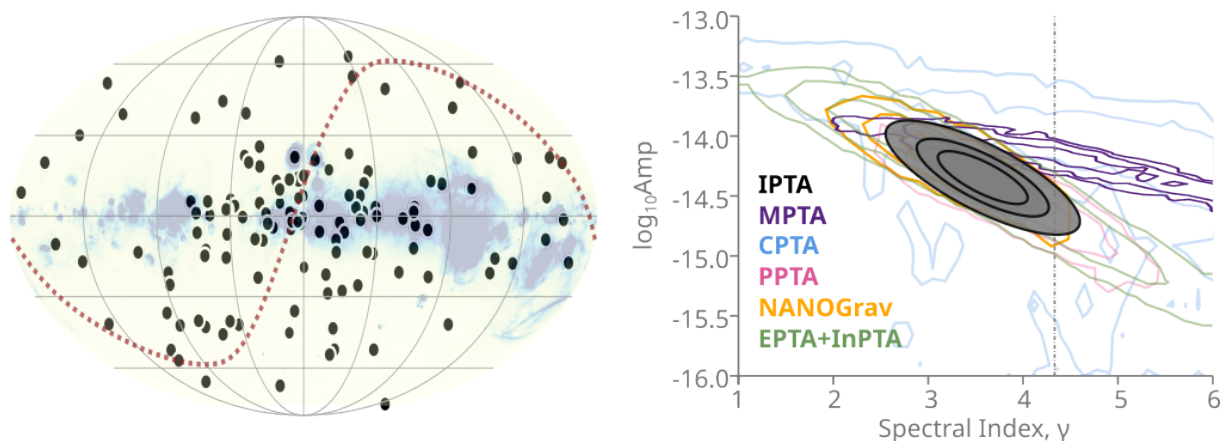 -13.0
-13.5
-14.0
-14.5
-15.0
-15.5
-16.0
log₁₀Amp
IPTA
MPTA
CPTA
PPTA
NANOGrav
EPTA+InPTA
1 2 3 4 5 6
Spectral Index, γ